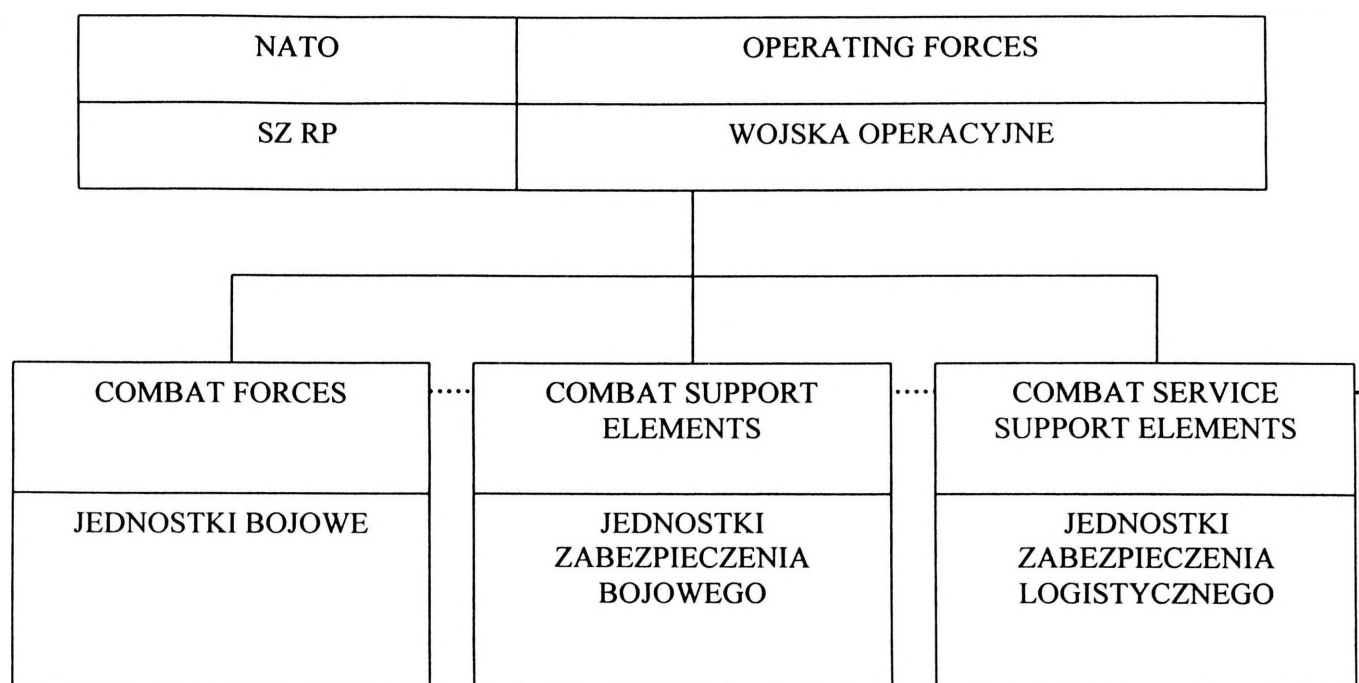 NATO
OPERATING FORCES
SZ RP
WOJSKA OPERACYJNE
COMBAT FORCES
COMBAT SUPPORT
ELEMENTS
COMBAT SERVICE
SUPPORT ELEMENTS
JEDNOSTKI BOJOWE
JEDNOSTKI
ZABEZPIECZENIA
BOJOWEGO
JEDNOSTKI
ZABEZPIECZENIA
LOGISTYCZNEGO